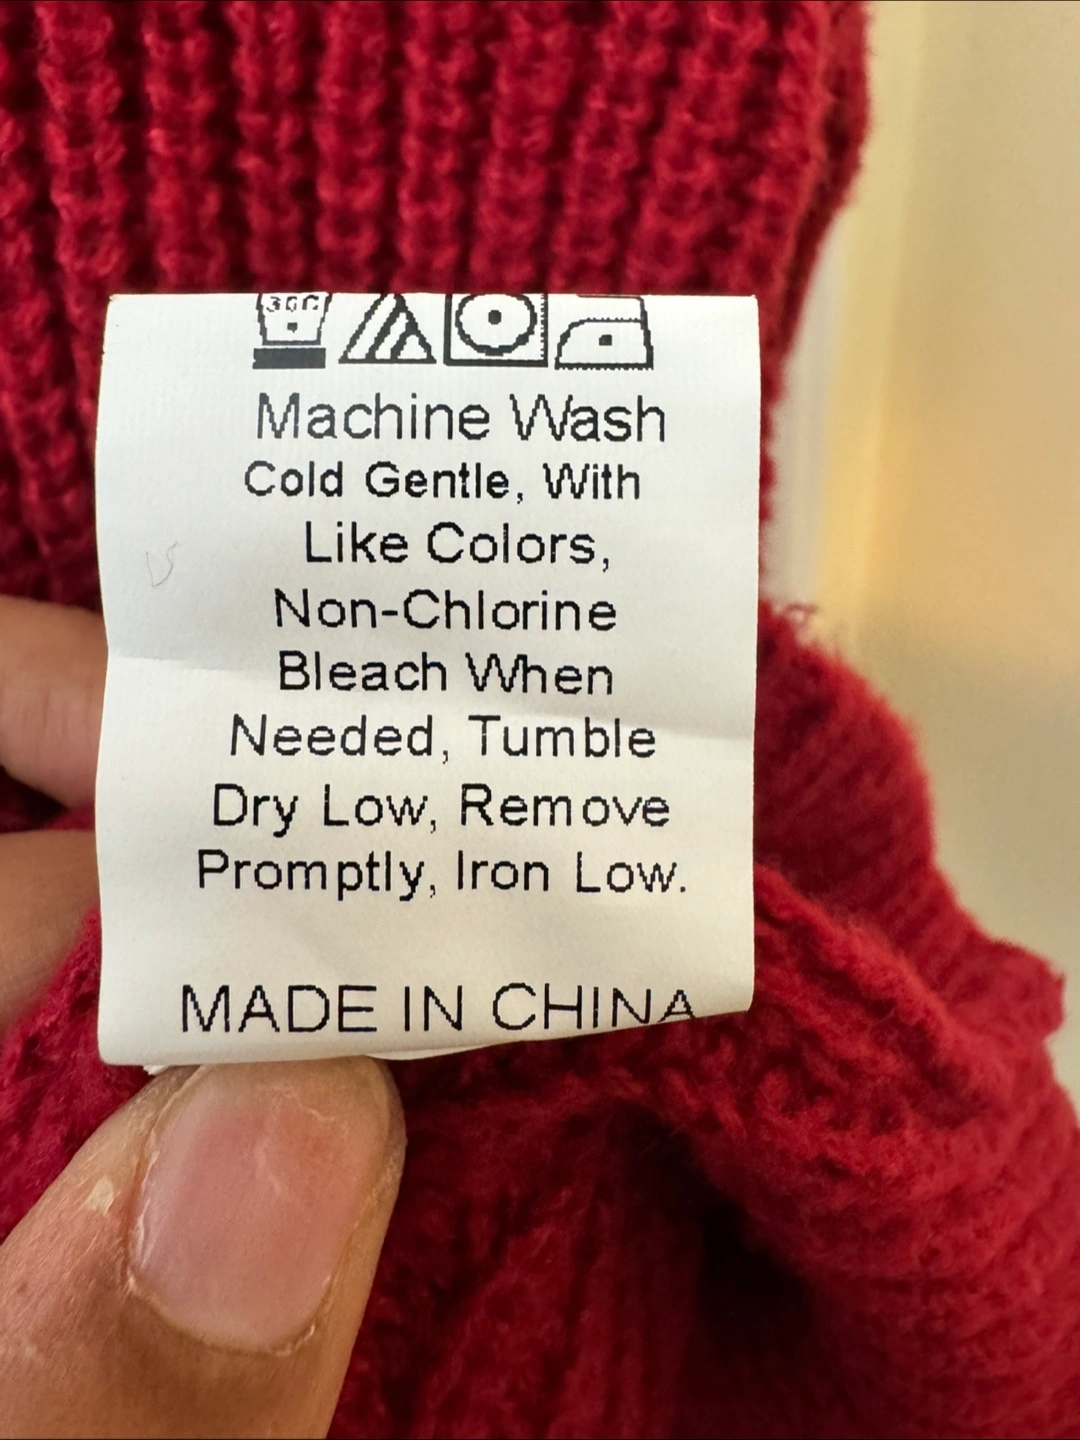 30C
Machine Wash
Cold Gentle, With
Like Colors,
Non-Chlorine
Bleach When
Needed, Tumble
Dry Low, Remove
Promptly, Iron Low.
MADE IN CHINA